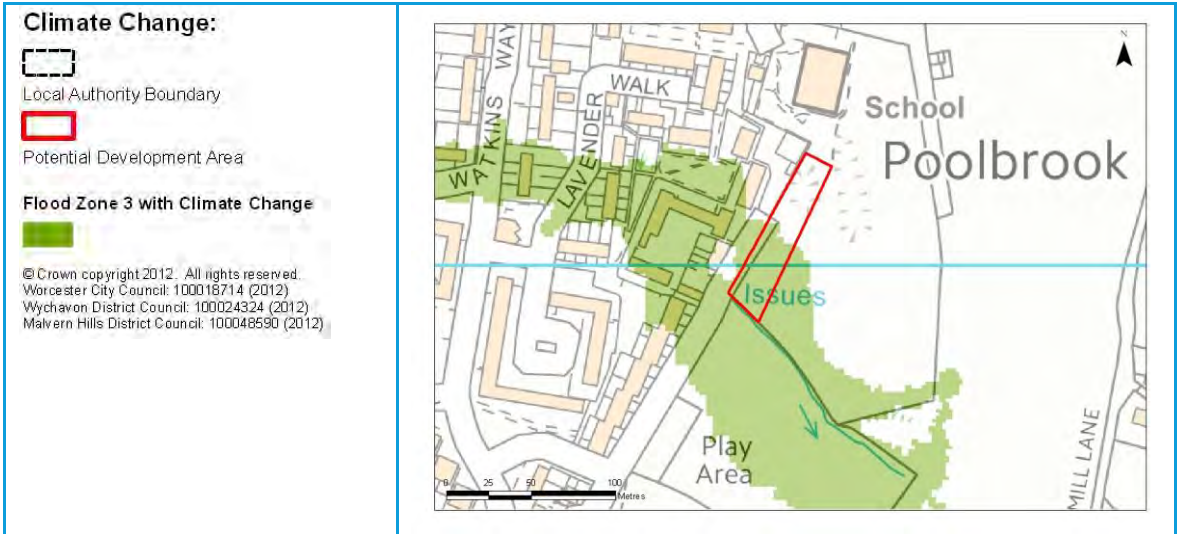 Climate Change:
Local Authority Boundary
Potential Development Area
Flood Zone 3 with Climate Change
© Crown copyright 2012. All rights reserved.
Worcester City Council: 100018714 (2012)
Wychavon District Council: 100024324 (2012)
Malvern Hills District Council: 100048590 (2012)
WATKINS WAY
LAVENDER WALK
School
Poolbrook
WATKINS
Issues
Play
Area
MILL LANE
0 25 50 100
Metres
N